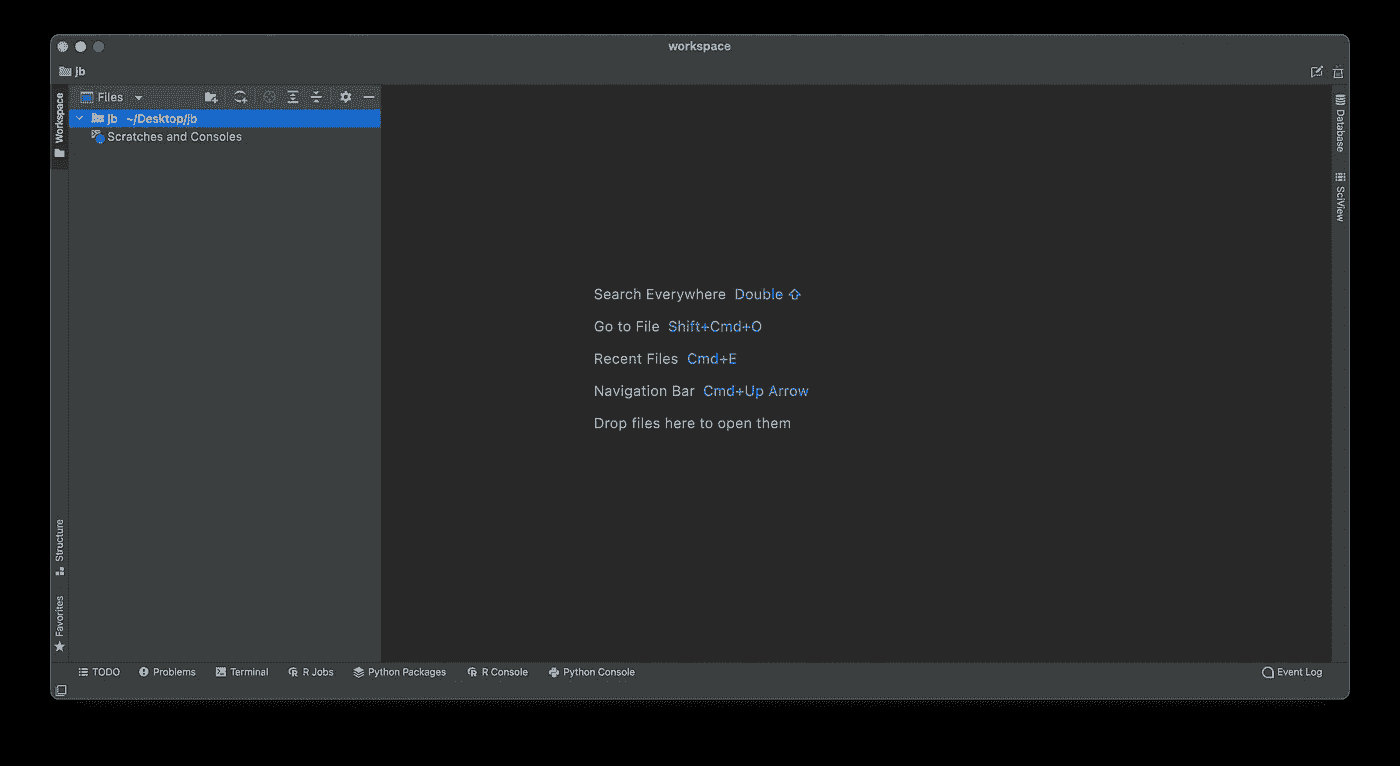 workspace
jb
Files
jb ~/Desktop/jb
Scratches and Consoles
Workspace
Structure
Favorites
Search Everywhere Double ⇧
Go to File Shift+Cmd+O
Recent Files Cmd+E
Navigation Bar Cmd+Up Arrow
Drop files here to open them
Database
SciView
TODO Problems Terminal R Jobs Python Packages R Console Python Console Event Log